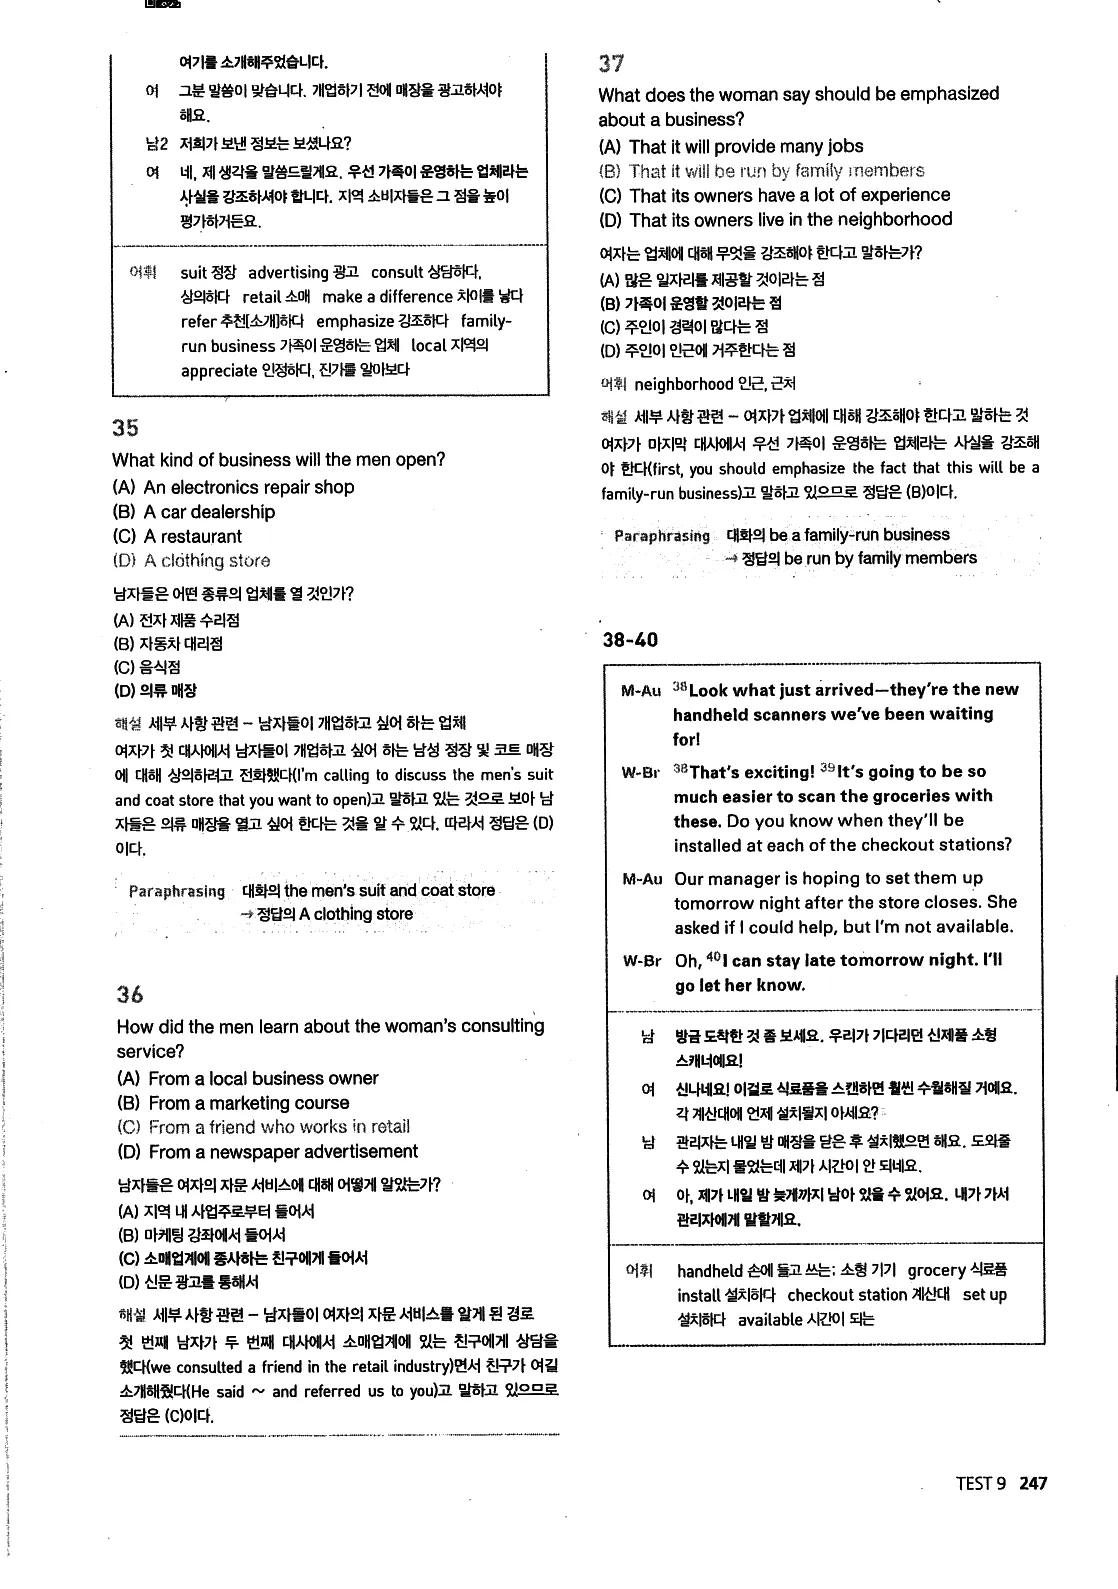 여기를 소개해주었습니다.
여 그분 말씀이 맞습니다. 개업하기 전에 매장을 광고하셔야
해요.
남2 저희가 보낸 정보는 보셨나요?
여 네, 제 생각을 말씀드릴게요. 우선 가족이 운영하는 업체라는
사실을 강조하셔야 합니다. 지역 소비자들은 그 점을 높이
평가하거든요.
어휘 suit 정장 advertising 광고 consult 상담하다,
상의하다 retail 소매 make a difference 차이를 낳다
refer 추천[소개]하다 emphasize 강조하다 family-
run business 가족이 운영하는 업체 local 지역의
appreciate 인정하다, 진가를 알아보다
35
What kind of business will the men open?
(A) An electronics repair shop
(B) A car dealership
(C) A restaurant
(D) A clothing store
남자들은 어떤 종류의 업체를 열 것인가?
(A) 전자 제품 수리점
(B) 자동차 대리점
(C) 음식점
(D) 의류 매장
해설 세부 사항 관련 – 남자들이 개업하고 싶어 하는 업체
여자가 첫 대사에서 남자들이 개업하고 싶어 하는 남성 정장 및 코트 매장
에 대해 상의하려고 전화했다(I'm calling to discuss the men's suit
and coat store that you want to open)고 말하고 있는 것으로 보아 남
자들은 의류 매장을 열고 싶어 한다는 것을 알 수 있다. 따라서 정답은 (D)
이다.
Paraphrasing 대화의 the men's suit and coat store
→ 정답의 A clothing store
36
How did the men learn about the woman's consulting
service?
(A) From a local business owner
(B) From a marketing course
(C) From a friend who works in retail
(D) From a newspaper advertisement
남자들은 여자의 자문 서비스에 대해 어떻게 알았는가?
(A) 지역 내 사업주로부터 들어서
(B) 마케팅 강좌에서 들어서
(C) 소매업계에 종사하는 친구에게 들어서
(D) 신문 광고를 통해서
해설 세부 사항 관련 – 남자들이 여자의 자문 서비스를 알게 된 경로
첫 번째 남자가 두 번째 대사에서 소매업계에 있는 친구에게 상담을
했다(we consulted a friend in the retail industry)면서 친구가 여길
소개해줬다(He said ~ and referred us to you)고 말하고 있으므로
정답은 (C)이다.
37
What does the woman say should be emphasized
about a business?
(A) That it will provide many jobs
(B) That it will be run by family members
(C) That its owners have a lot of experience
(D) That its owners live in the neighborhood
여자는 업체에 대해 무엇을 강조해야 한다고 말하는가?
(A) 많은 일자리를 제공할 것이라는 점
(B) 가족이 운영할 것이라는 점
(C) 주인이 경력이 많다는 점
(D) 주인이 인근에 거주한다는 점
어휘 neighborhood 인근, 근처
해설 세부 사항 관련 – 여자가 업체에 대해 강조해야 한다고 말하는 것
여자가 마지막 대사에서 우선 가족이 운영하는 업체라는 사실을 강조해
야 한다(first, you should emphasize the fact that this will be a
family-run business)고 말하고 있으므로 정답은 (B)이다.
Paraphrasing 대화의 be a family-run business
→ 정답의 be run by family members
38-40
M-Au 38Look what just arrived—they're the new
handheld scanners we've been waiting
for!
W-Br 38That's exciting! 39It's going to be so
much easier to scan the groceries with
these. Do you know when they'll be
installed at each of the checkout stations?
M-Au Our manager is hoping to set them up
tomorrow night after the store closes. She
asked if I could help, but I'm not available.
W-Br Oh, 40I can stay late tomorrow night. I'll
go let her know.
남 방금 도착한 것 좀 보세요. 우리가 기다리던 신제품 소형
스캐너예요!
여 신나네요! 이걸로 식료품을 스캔하면 훨씬 수월해질 거예요.
각 계산대에 언제 설치될지 아세요?
남 관리자는 내일 밤 매장을 닫은 후 설치했으면 해요. 도와줄
수 있는지 물었는데 제가 시간이 안 되네요.
여 아, 제가 내일 밤 늦게까지 남아 있을 수 있어요. 내가 가서
관리자에게 말할게요.
어휘 handheld 손에 들고 쓰는; 소형 기기 grocery 식료품
install 설치하다 checkout station 계산대 set up
설치하다 available 시간이 되는
TEST 9 247